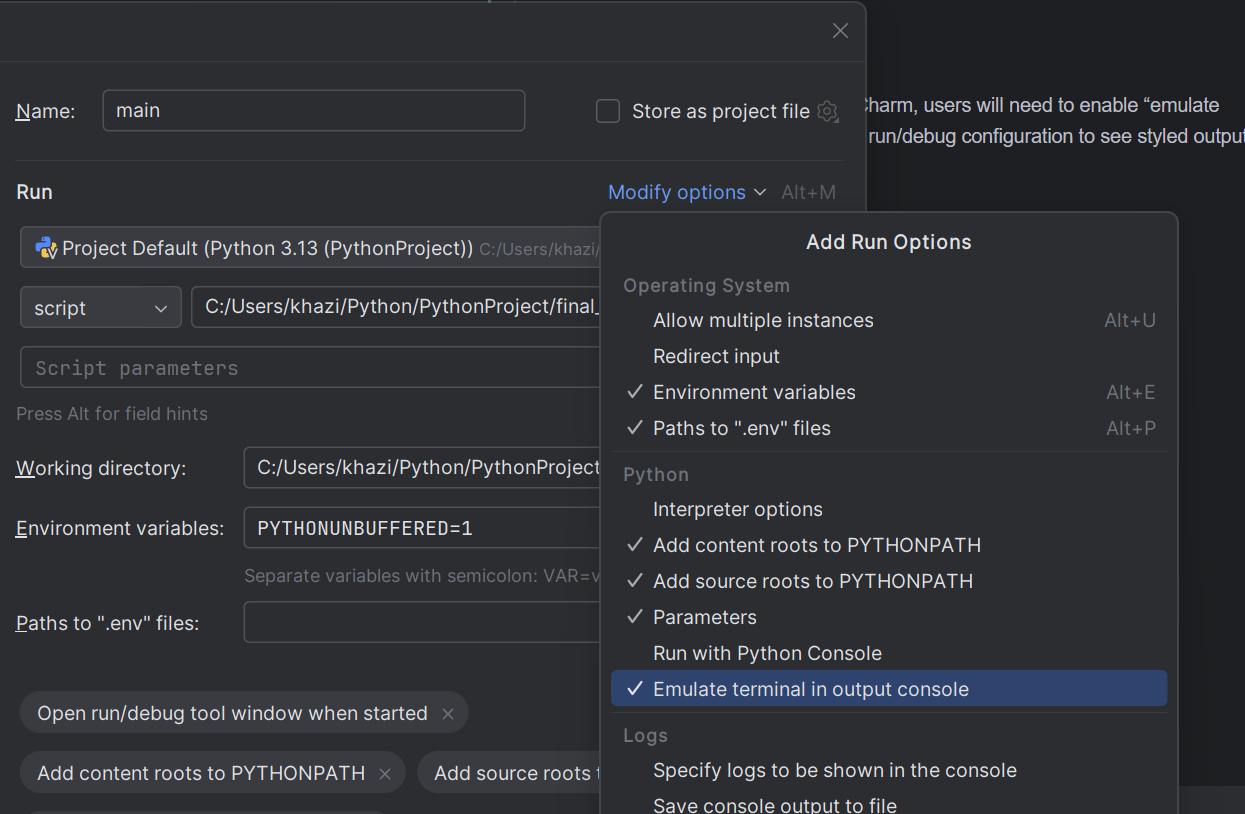 Name: main Store as project file
Charm, users will need to enable “emulate
run/debug configuration to see styled output
Run Modify options Alt+M
Project Default (Python 3.13 (PythonProject)) C:/Users/khazi/
script C:/Users/khazi/Python/PythonProject/final_
Script parameters
Press Alt for field hints
Working directory: C:/Users/khazi/Python/PythonProject
Environment variables: PYTHONUNBUFFERED=1
Separate variables with semicolon: VAR=v
Paths to ".env" files:
Open run/debug tool window when started
Add content roots to PYTHONPATH Add source roots t
Add Run Options
Operating System
Allow multiple instances Alt+U
Redirect input
Environment variables Alt+E
Paths to ".env" files Alt+P
Python
Interpreter options
Add content roots to PYTHONPATH
Add source roots to PYTHONPATH
Parameters
Run with Python Console
Emulate terminal in output console
Logs
Specify logs to be shown in the console
Save console output to file